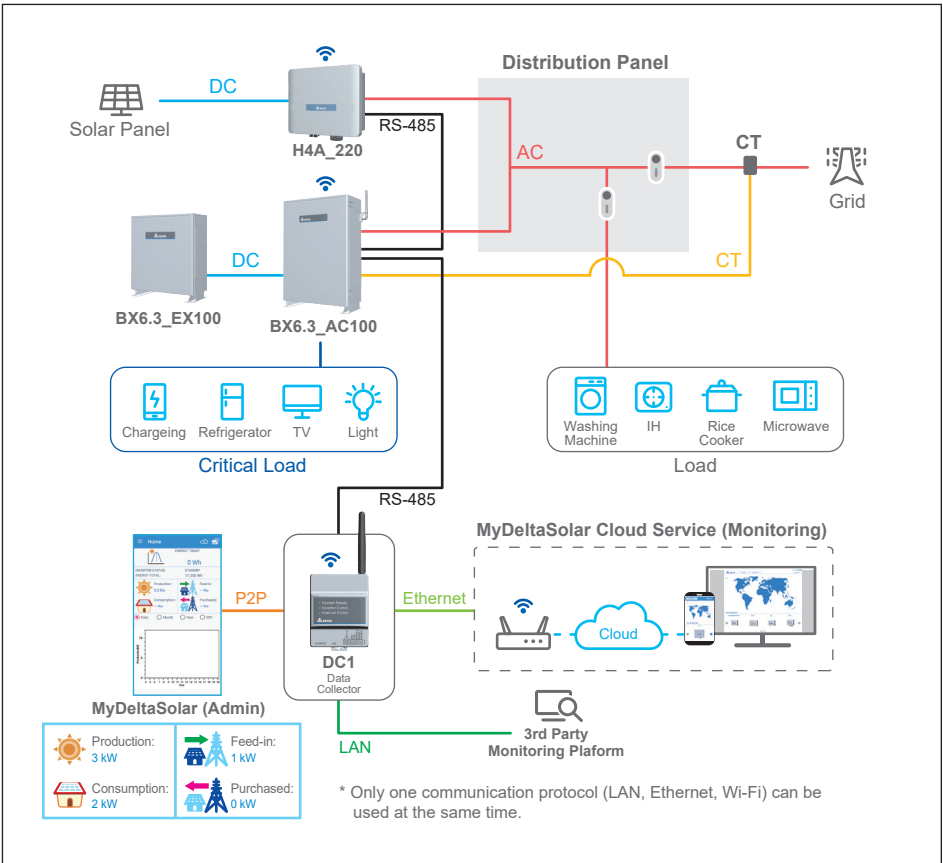 Distribution Panel
DC
Solar Panel
RS-485
H4A_220
AC
CT
Grid
DC
CT
BX6.3_EX100
BX6.3_AC100
Chargeing
Refrigerator
TV
Light
Critical Load
Washing
Machine
IH
Rice
Cooker
Microwave
Load
RS-485
MyDeltaSolar Cloud Service (Monitoring)
Home
0 Wh
P2P
Ethernet
Cloud
DC1
Data
Collector
MyDeltaSolar (Admin)
Production:
3 kW
Feed-in:
1 kW
Consumption:
2 kW
Purchased:
0 kW
LAN
3rd Party
Monitoring Plaform
* Only one communication protocol (LAN, Ethernet, Wi-Fi) can be
used at the same time.